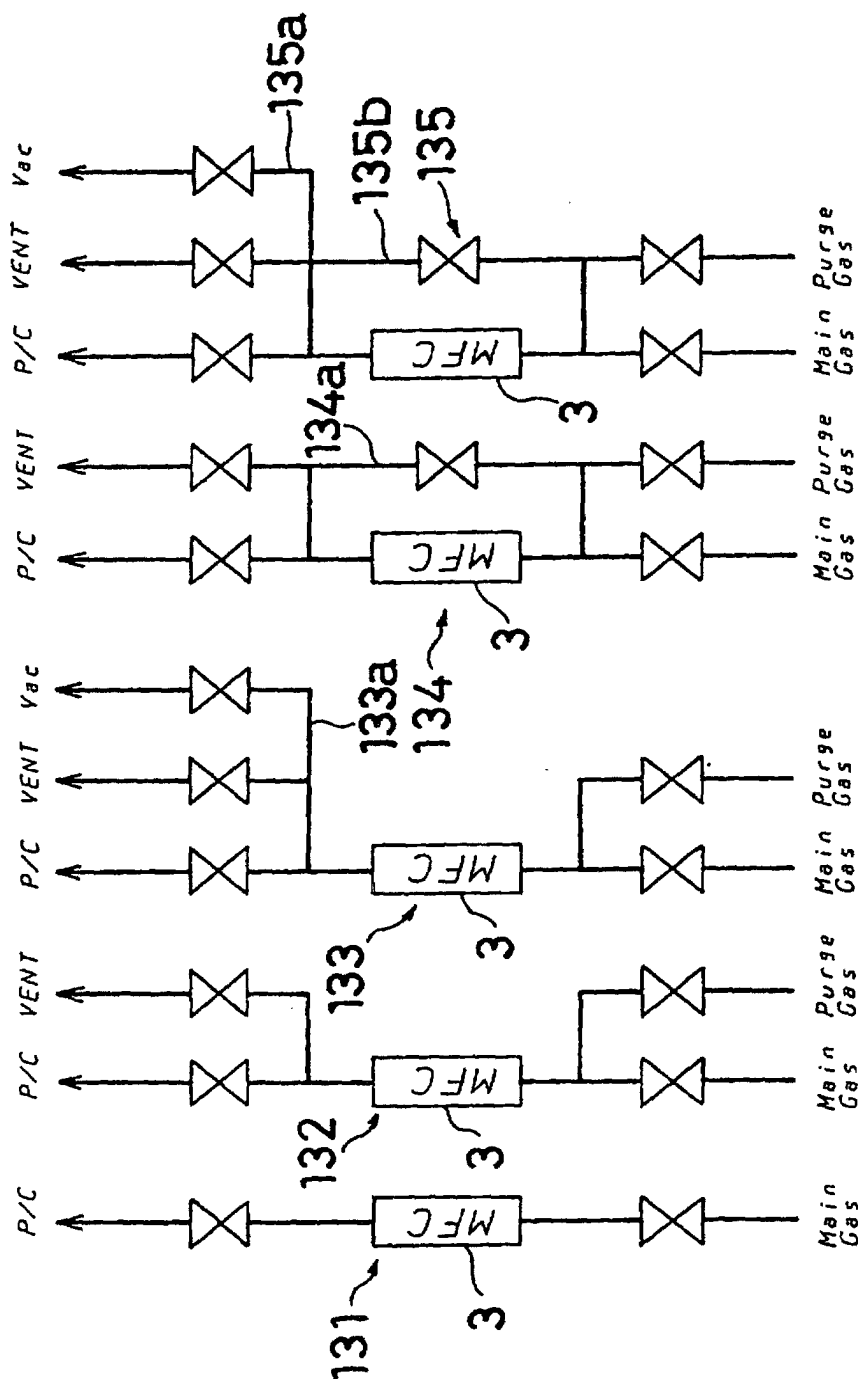 P/C
P/C
VENT
P/C
VENT
Vac
P/C
VENT
P/C
VENT
Vac
135a
135b
135
134a
133a
134
133
132
131
MFC
MFC
MFC
MFC
MFC
3
3
3
3
3
Main
Gas
Main
Gas
Purge
Gas
Main
Gas
Purge
Gas
Main
Gas
Purge
Gas
Main
Gas
Purge
Gas